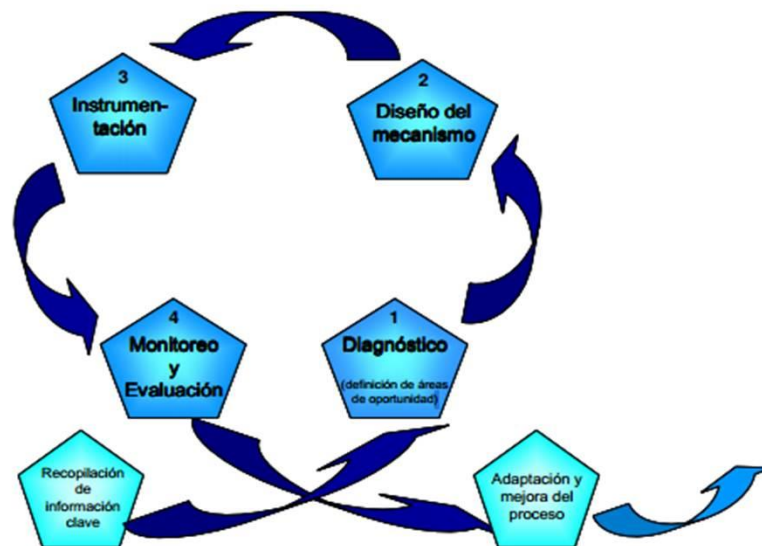 3
Instrumen-
tación
2
Diseño del
mecanismo
4
Monitoreo
y
Evaluación
1
Diagnóstico
(definición de áreas
de oportunidad)
Recopilación
de
información
clave
Adaptación y
mejora del
proceso